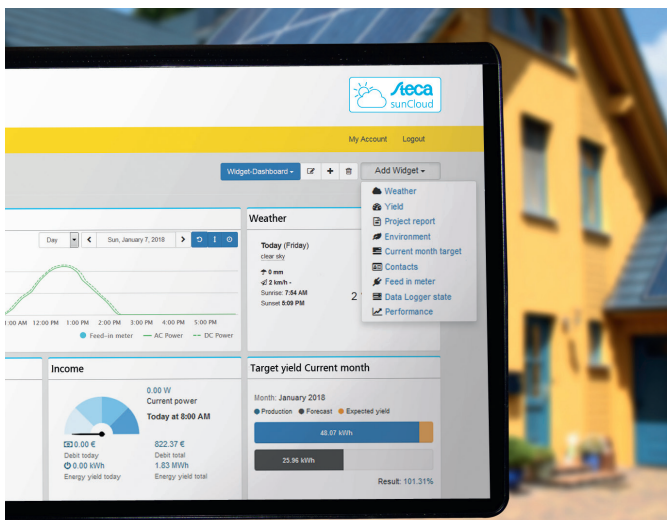 Steca
sunCloud
My Account Logout
Widget-Dashboard Add Widget
Weather
Yield
Project report
Environment
Current month target
Contacts
Feed in meter
Data Logger state
Performance
Day Sun, January 7, 2018
12:00 PM 1:00 PM 2:00 PM 3:00 PM 4:00 PM 5:00 PM
Feed-in meter AC Power DC Power
Weather
Today (Friday)
clear sky
0 mm
2 km/h -
Sunrise: 7:54 AM
Sunset 5:09 PM
2
Income
0.00 W
Current power
Today at 8:00 AM
0.00 €
Debit today
0.00 kWh
Energy yield today
822.37 €
Debit total
1.83 MWh
Energy yield total
Target yield Current month
Month: January 2018
Production Forecast Expected yield
48.07 kWh
25.96 kWh
Result: 101.31%